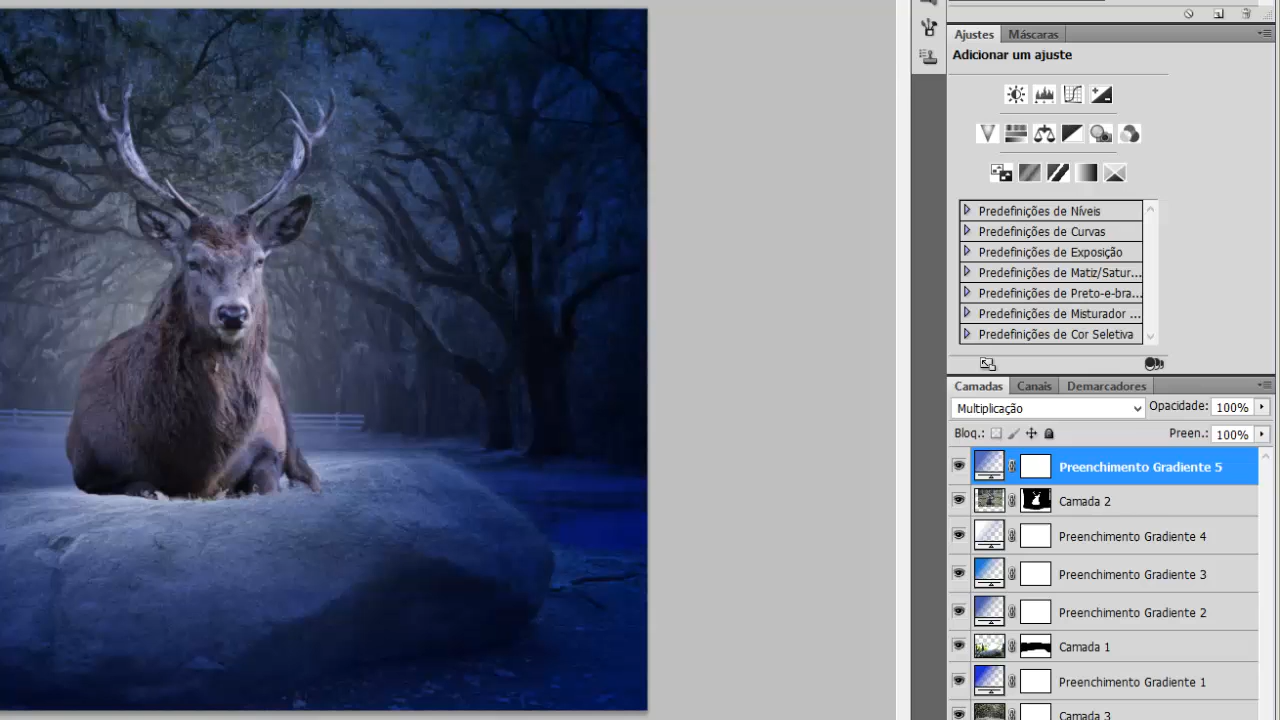 Ajustes Máscaras
Adicionar um ajuste
Predefinições de Níveis
Predefinições de Curvas
Predefinições de Exposição
Predefinições de Matiz/Satur...
Predefinições de Preto-e-bra...
Predefinições de Misturador ...
Predefinições de Cor Seletiva
Camadas Canais Demarcadores
Multiplicação Opacidade: 100%
Bloq.: Preen.: 100%
Preenchimento Gradiente 5
Camada 2
Preenchimento Gradiente 4
Preenchimento Gradiente 3
Preenchimento Gradiente 2
Camada 1
Preenchimento Gradiente 1
Camada 3